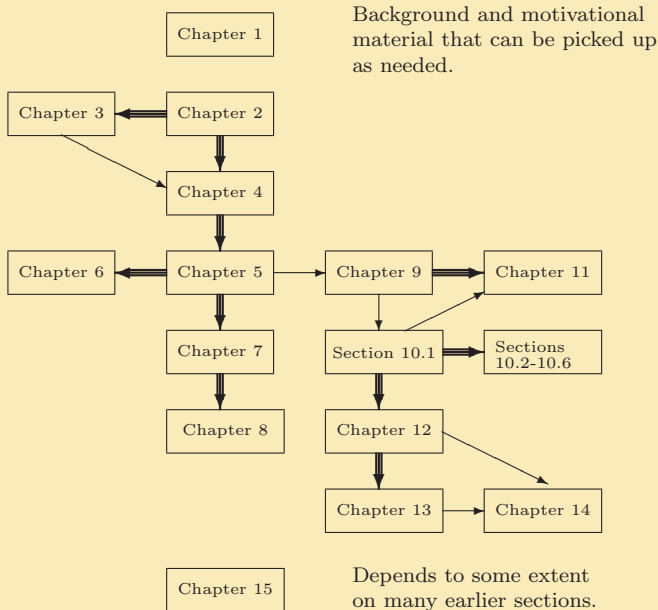 Chapter 1
Background and motivational
material that can be picked up
as needed.
Chapter 3
Chapter 2
Chapter 4
Chapter 6
Chapter 5
Chapter 9
Chapter 11
Chapter 7
Section 10.1
Sections
10.2-10.6
Chapter 8
Chapter 12
Chapter 13
Chapter 14
Chapter 15
Depends to some extent
on many earlier sections.